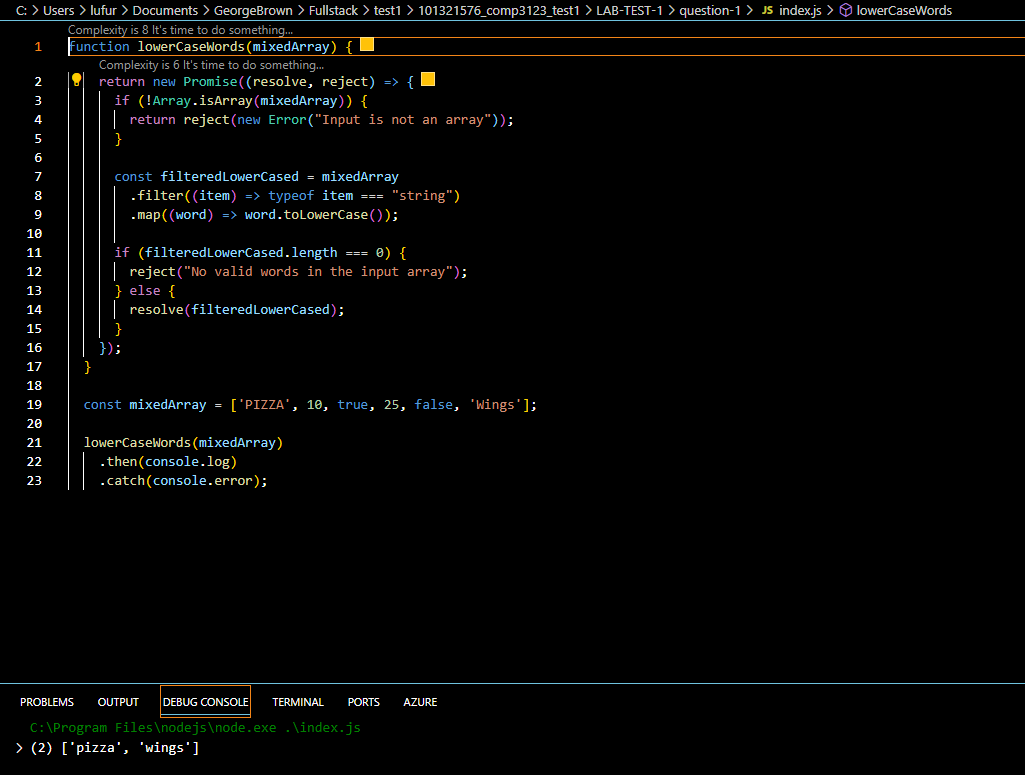 C: > Users > lufur > Documents > GeorgeBrown > Fullstack > test1 > 101321576_comp3123_test1 > LAB-TEST-1 > question-1 > JS index.js > lowerCaseWords
Complexity is 8 It's time to do something...
1 function lowerCaseWords(mixedArray) {
Complexity is 6 It's time to do something...
2 return new Promise((resolve, reject) => {
3 if (!Array.isArray(mixedArray)) {
4 return reject(new Error("Input is not an array"));
5 }
6
7 const filteredLowerCased = mixedArray
8 .filter((item) => typeof item === "string")
9 .map((word) => word.toLowerCase());
10
11 if (filteredLowerCased.length === 0) {
12 reject("No valid words in the input array");
13 } else {
14 resolve(filteredLowerCased);
15 }
16 });
17 }
18
19 const mixedArray = ['PIZZA', 10, true, 25, false, 'Wings'];
20
21 lowerCaseWords(mixedArray)
22 .then(console.log)
23 .catch(console.error);
PROBLEMS OUTPUT DEBUG CONSOLE TERMINAL PORTS AZURE
C:\Program Files\nodejs\node.exe .\index.js
> (2) ['pizza', 'wings']